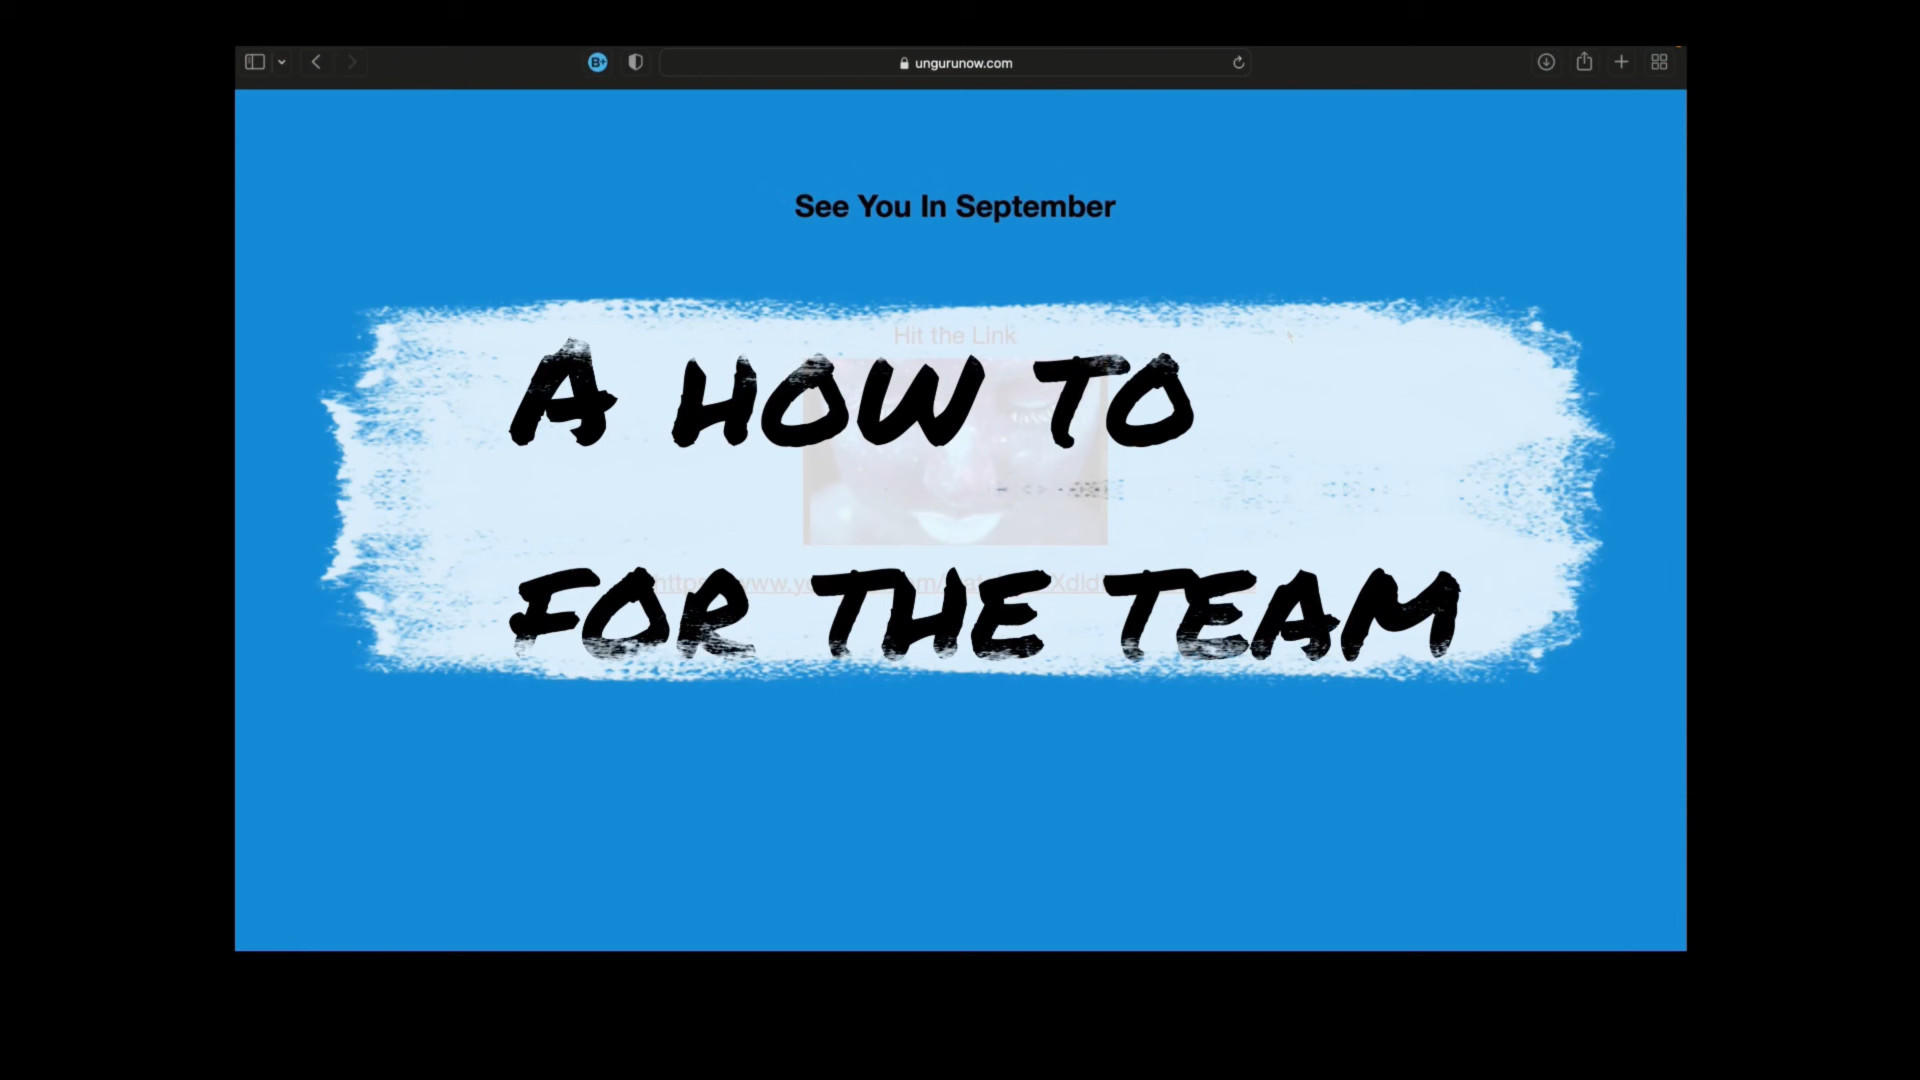 B+
ungurunow.com
See You In September
Hit the Link
A HOW TO
FOR THE TEAM